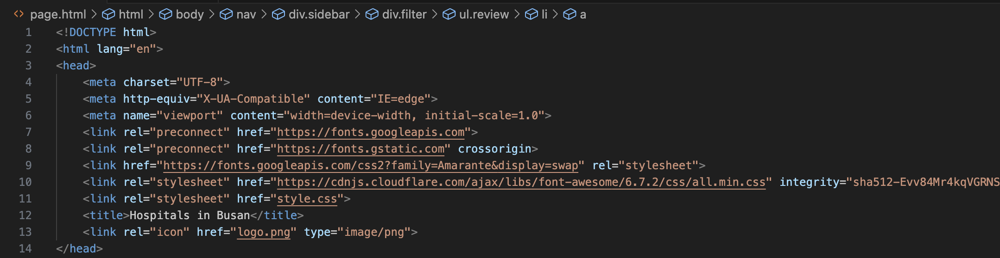 page.html > html > body > nav > div.sidebar > div.filter > ul.review > li > a
1 <!DOCTYPE html>
2 <html lang="en">
3 <head>
4 <meta charset="UTF-8">
5 <meta http-equiv="X-UA-Compatible" content="IE=edge">
6 <meta name="viewport" content="width=device-width, initial-scale=1.0">
7 <link rel="preconnect" href="https://fonts.googleapis.com">
8 <link rel="preconnect" href="https://fonts.gstatic.com" crossorigin>
9 <link href="https://fonts.googleapis.com/css2?family=Amarante&display=swap" rel="stylesheet">
10 <link rel="stylesheet" href="https://cdnjs.cloudflare.com/ajax/libs/font-awesome/6.7.2/css/all.min.css" integrity="sha512-Evv84Mr4kqVGRNS
11 <link rel="stylesheet" href="style.css">
12 <title>Hospitals in Busan</title>
13 <link rel="icon" href="logo.png" type="image/png">
14 </head>